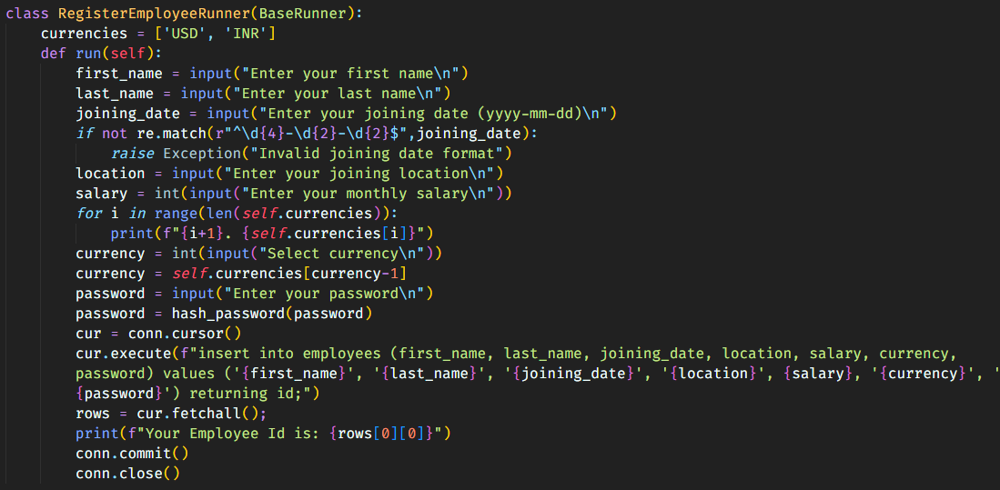 class RegisterEmployeeRunner(BaseRunner):
    currencies = ['USD', 'INR']
    def run(self):
        first_name = input("Enter your first name\n")
        last_name = input("Enter your last name\n")
        joining_date = input("Enter your joining date (yyyy-mm-dd)\n")
        if not re.match(r"^\d{4}-\d{2}-\d{2}$",joining_date):
            raise Exception("Invalid joining date format")
        location = input("Enter your joining location\n")
        salary = int(input("Enter your monthly salary\n"))
        for i in range(len(self.currencies)):
            print(f"{i+1}. {self.currencies[i]}")
        currency = int(input("Select currency\n"))
        currency = self.currencies[currency-1]
        password = input("Enter your password\n")
        password = hash_password(password)
        cur = conn.cursor()
        cur.execute(f"insert into employees (first_name, last_name, joining_date, location, salary, currency,
        password) values ('{first_name}', '{last_name}', '{joining_date}', '{location}', {salary}, '{currency}', '
        {password}') returning id;")
        rows = cur.fetchall();
        print(f"Your Employee Id is: {rows[0][0]}")
        conn.commit()
        conn.close()